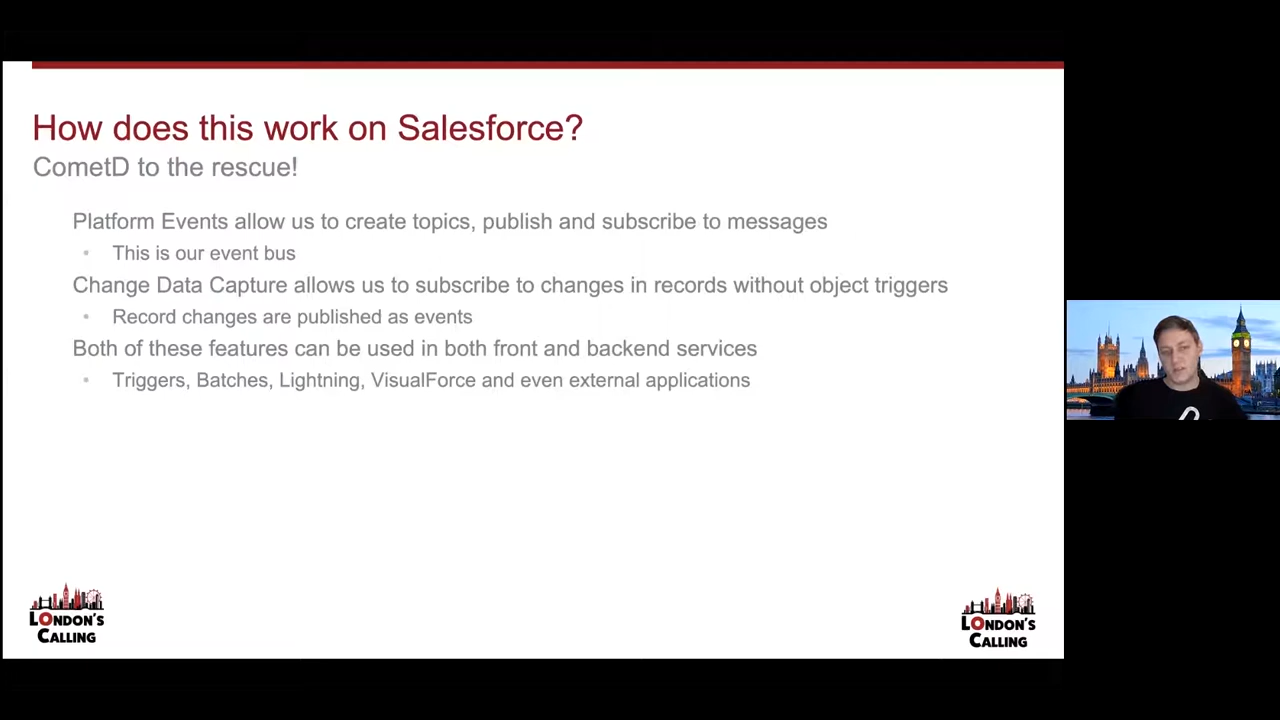 How does this work on Salesforce?
CometD to the rescue!
Platform Events allow us to create topics, publish and subscribe to messages
• This is our event bus
Change Data Capture allows us to subscribe to changes in records without object triggers
• Record changes are published as events
Both of these features can be used in both front and backend services
• Triggers, Batches, Lightning, VisualForce and even external applications
LONDON'S
CALLING
LONDON'S
CALLING